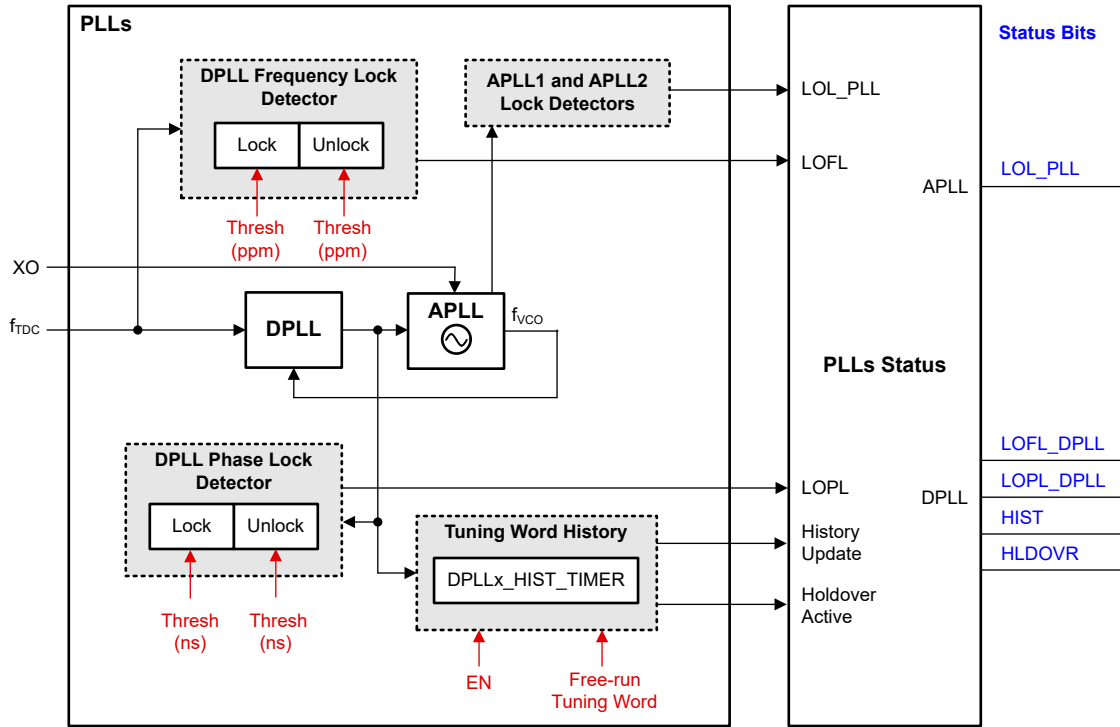 PLLs
DPLL Frequency Lock
Detector
Lock
Unlock
Thresh
(ppm)
Thresh
(ppm)
APLL1 and APLL2
Lock Detectors
XO
fTDC
DPLL
APLL
fVCO
DPLL Phase Lock
Detector
Lock
Unlock
Thresh
(ns)
Thresh
(ns)
Tuning Word History
DPLLx_HIST_TIMER
EN
Free-run
Tuning Word
LOL_PLL
LOFL
APLL
PLLs Status
LOPL
DPLL
History
Update
Holdover
Active
Status Bits
LOL_PLL
LOFL_DPLL
LOPL_DPLL
HIST
HLDOVR